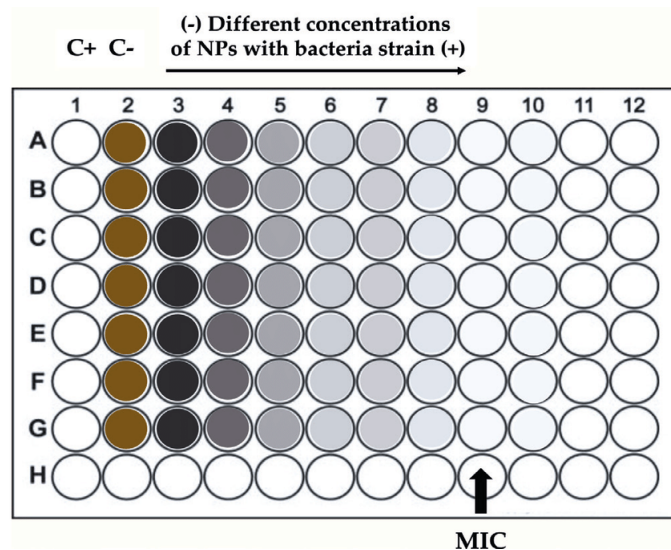 (-) Different concentrations
C+ C- of NPs with bacteria strain (+)
1 2 3 4 5 6 7 8 9 10 11 12
A
B
C
D
E
F
G
H
MIC